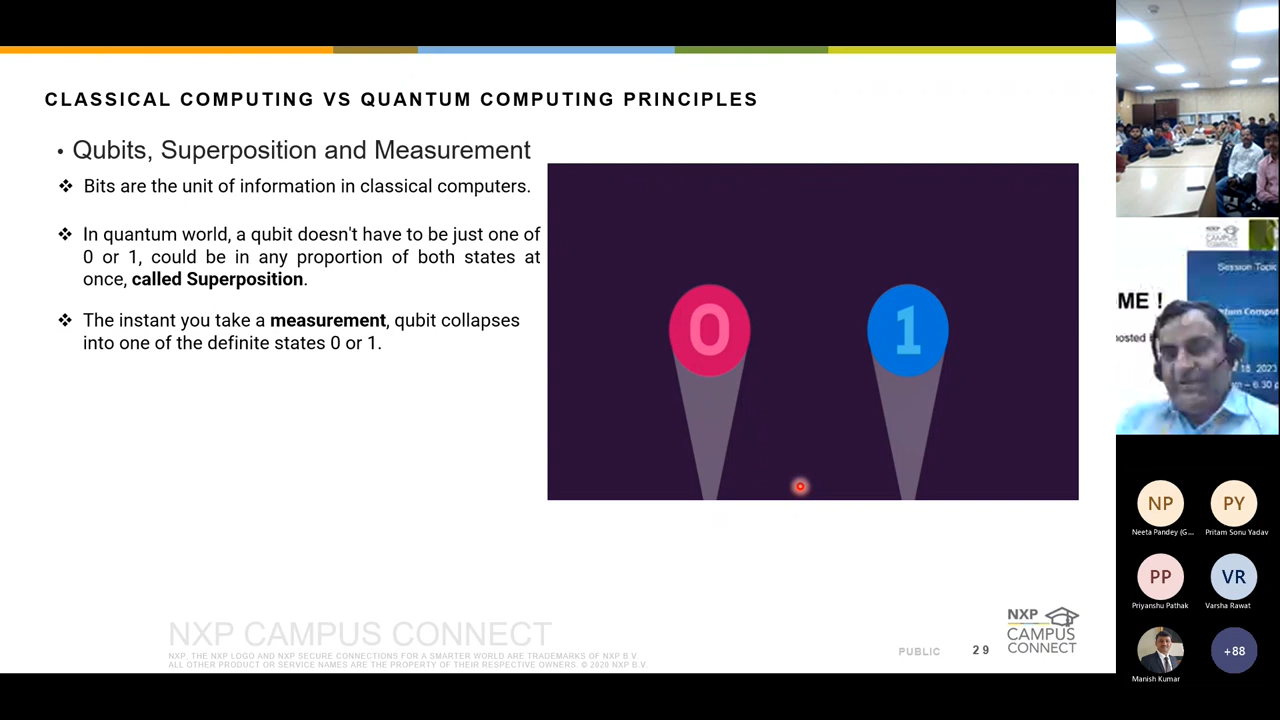 CLASSICAL COMPUTING VS QUANTUM COMPUTING PRINCIPLES
• Qubits, Superposition and Measurement
❖ Bits are the unit of information in classical computers.
❖ In quantum world, a qubit doesn't have to be just one of
0 or 1, could be in any proportion of both states at
once, called Superposition.
❖ The instant you take a measurement, qubit collapses
into one of the definite states 0 or 1.
0 1
NXP CAMPUS CONNECT
NXP, THE NXP LOGO AND NXP SECURE CONNECTIONS FOR A SMARTER WORLD ARE TRADEMARKS OF NXP B.V
ALL OTHER PRODUCT OR SERVICE NAMES ARE THE PROPERTY OF THEIR RESPECTIVE OWNERS. © 2020 NXP B.V.
PUBLIC 29
NXP
CAMPUS
CONNECT
Session Topic
ME !
18, 2023
6.30
NP PY
Neeta Pandey (G... Pritam Sonu Yadav
PP VR
Priyanshu Pathak Varsha Rawat
+88
Manish Kumar